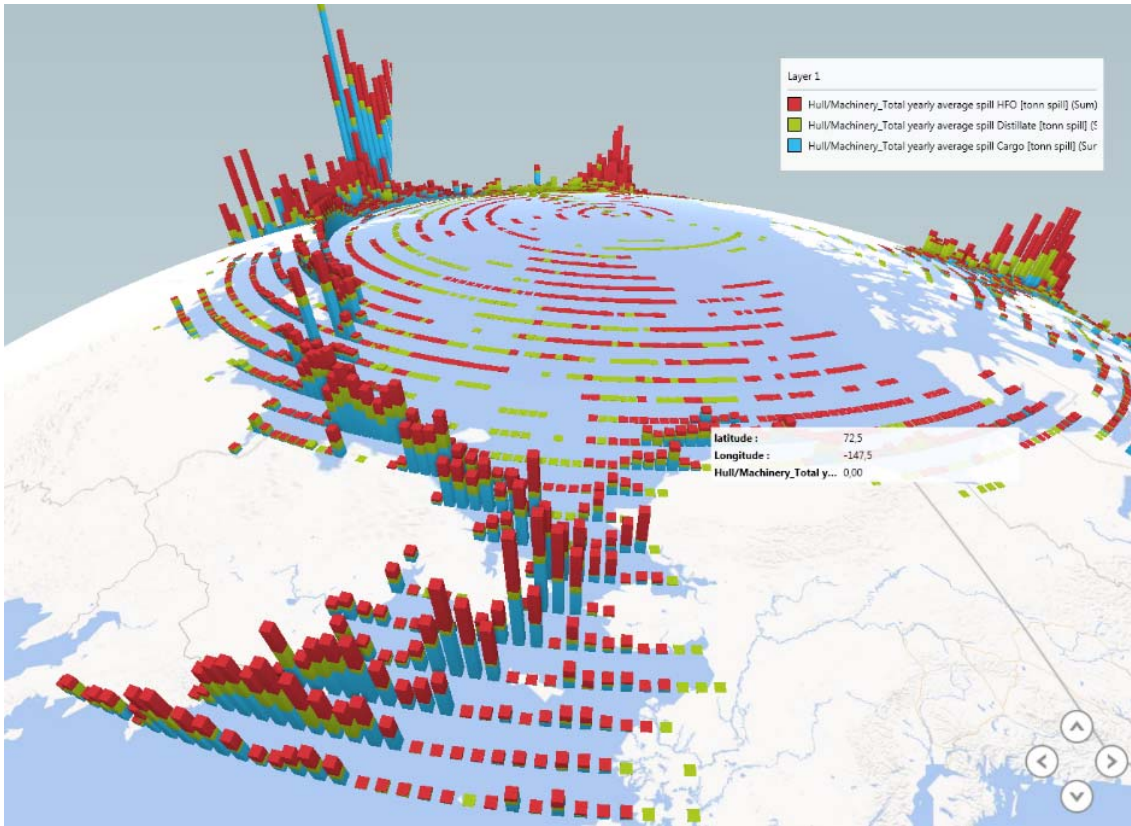 Layer 1
Hull/Machinery_Total yearly average spill HFO [tonn spill] (Sum)
Hull/Machinery_Total yearly average spill Distillate [tonn spill] (S
Hull/Machinery_Total yearly average spill Cargo [tonn spill] (Sur
latitude : 72,5
Longitude : -147,5
Hull/Machinery_Total y... 0,00